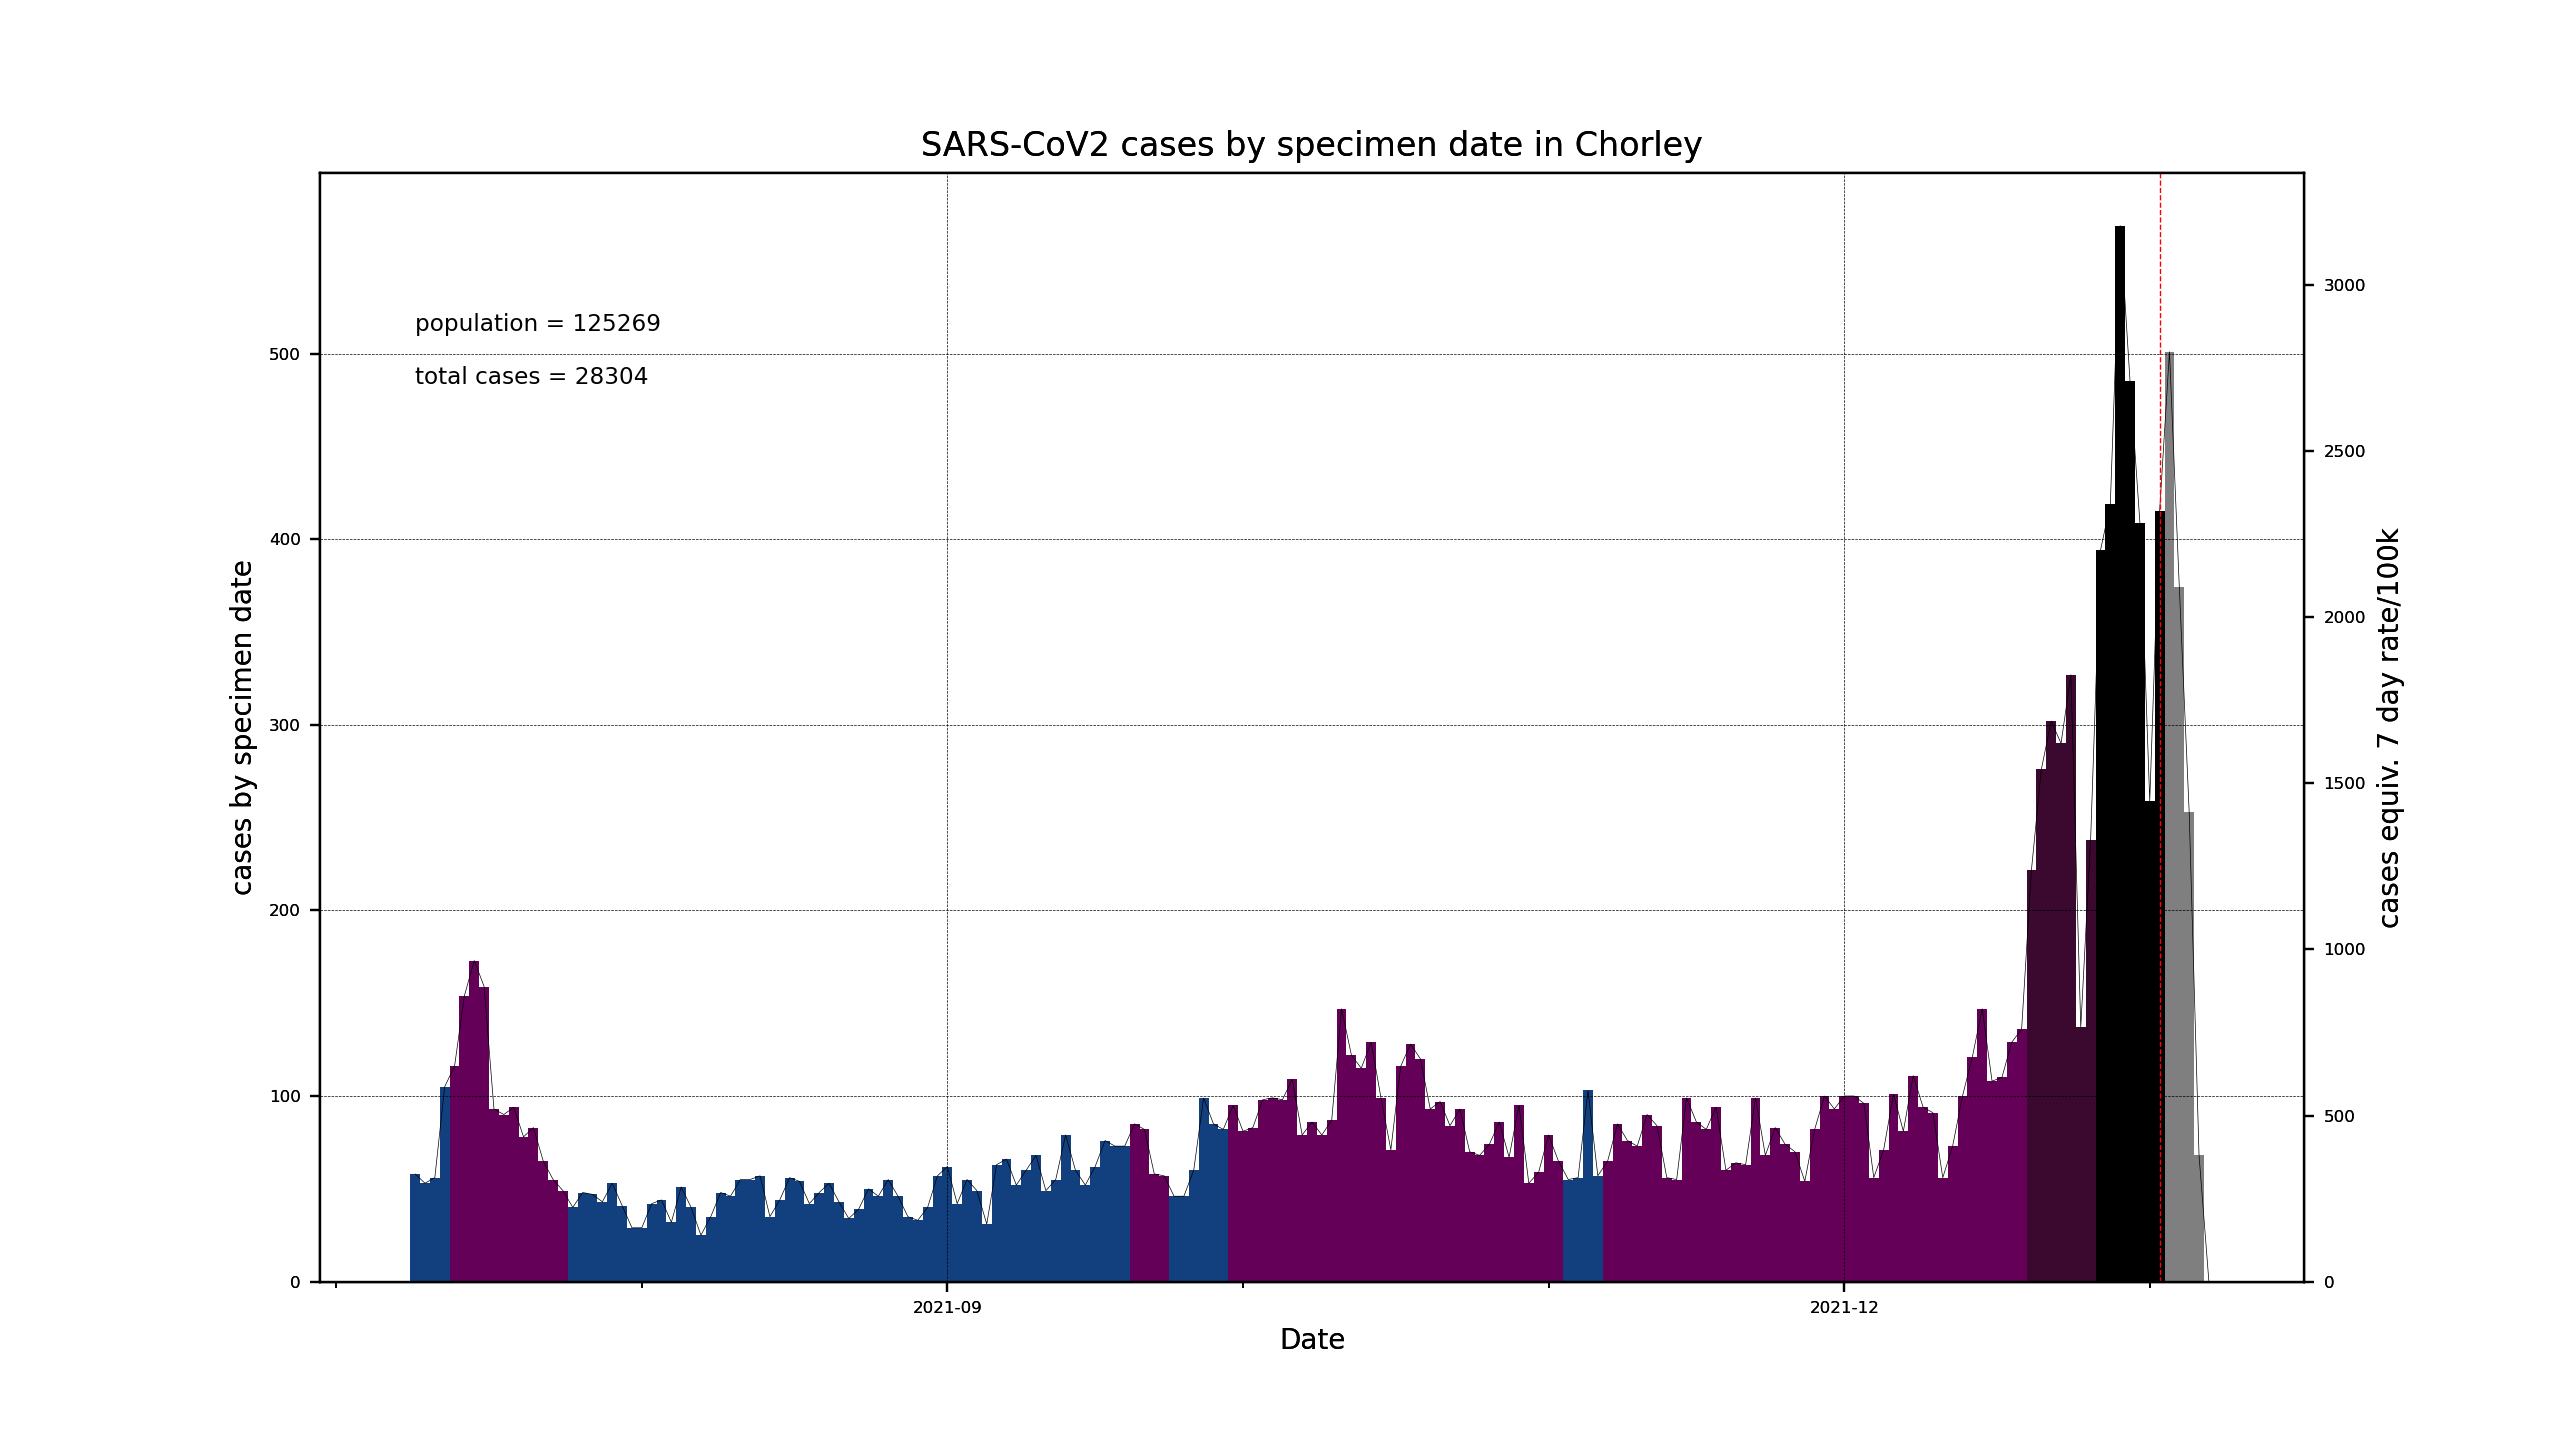 SARS-CoV2 cases by specimen date in Chorley
population = 125269
total cases = 28304
cases by specimen date
500
400
300
200
100
0
3000
2500
2000
1500
1000
500
0
cases equiv. 7 day rate/100k
2021-09
2021-12
Date